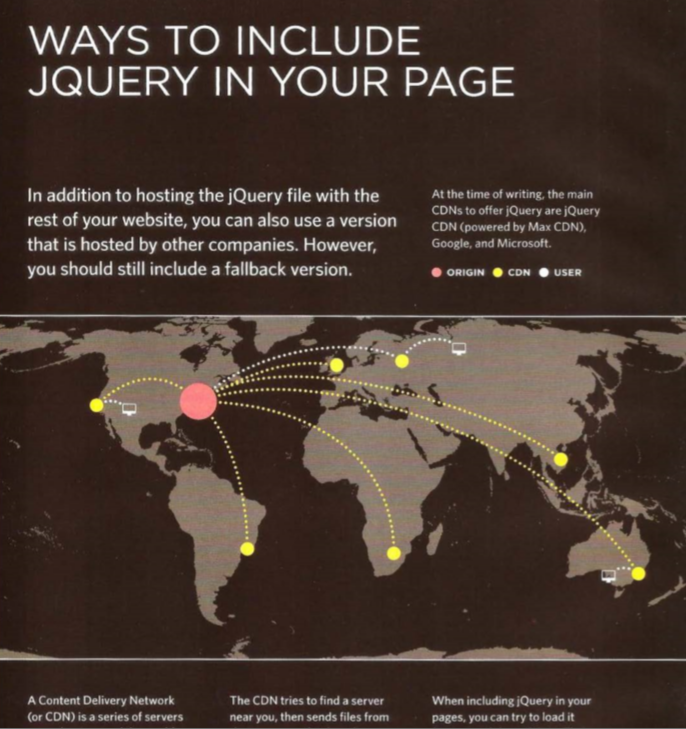 WAYS TO INCLUDE
JQUERY IN YOUR PAGE
In addition to hosting the jQuery file with the
rest of your website, you can also use a version
that is hosted by other companies. However,
you should still include a fallback version.
At the time of writing, the main
CDNs to offer jQuery are jQuery
CDN (powered by Max CDN),
Google, and Microsoft.
ORIGIN CDN USER
A Content Delivery Network
(or CDN) is a series of servers
The CDN tries to find a server
near you, then sends files from
When including jQuery in your
pages, you can try to load it